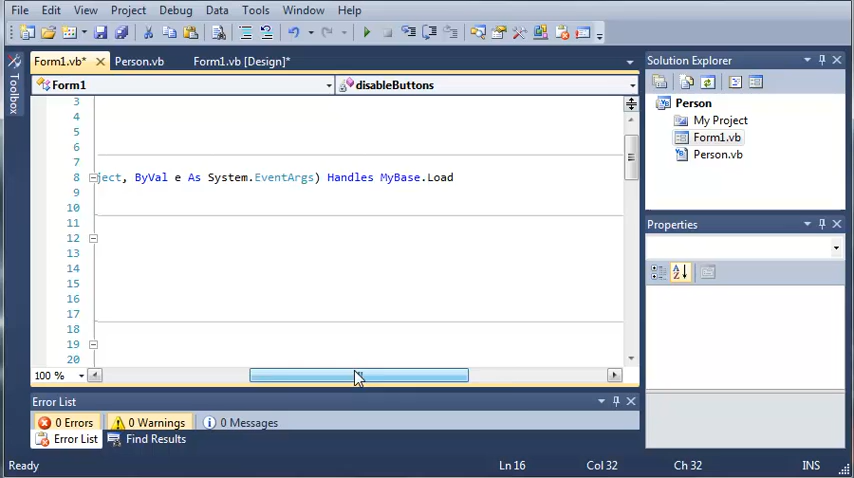 File Edit View Project Debug Data Tools Window Help
Form1.vb* Person.vb Form1.vb [Design]*
Toolbox
Form1 disableButtons
3
4
5
6
7
8 ject, ByVal e As System.EventArgs) Handles MyBase.Load
9
10
11
12
13
14
15
16
17
18
19
20
100 %
Solution Explorer
Person
My Project
Form1.vb
Person.vb
Properties
Error List
0 Errors 0 Warnings 0 Messages
Error List Find Results
Ready Ln 16 Col 32 Ch 32 INS